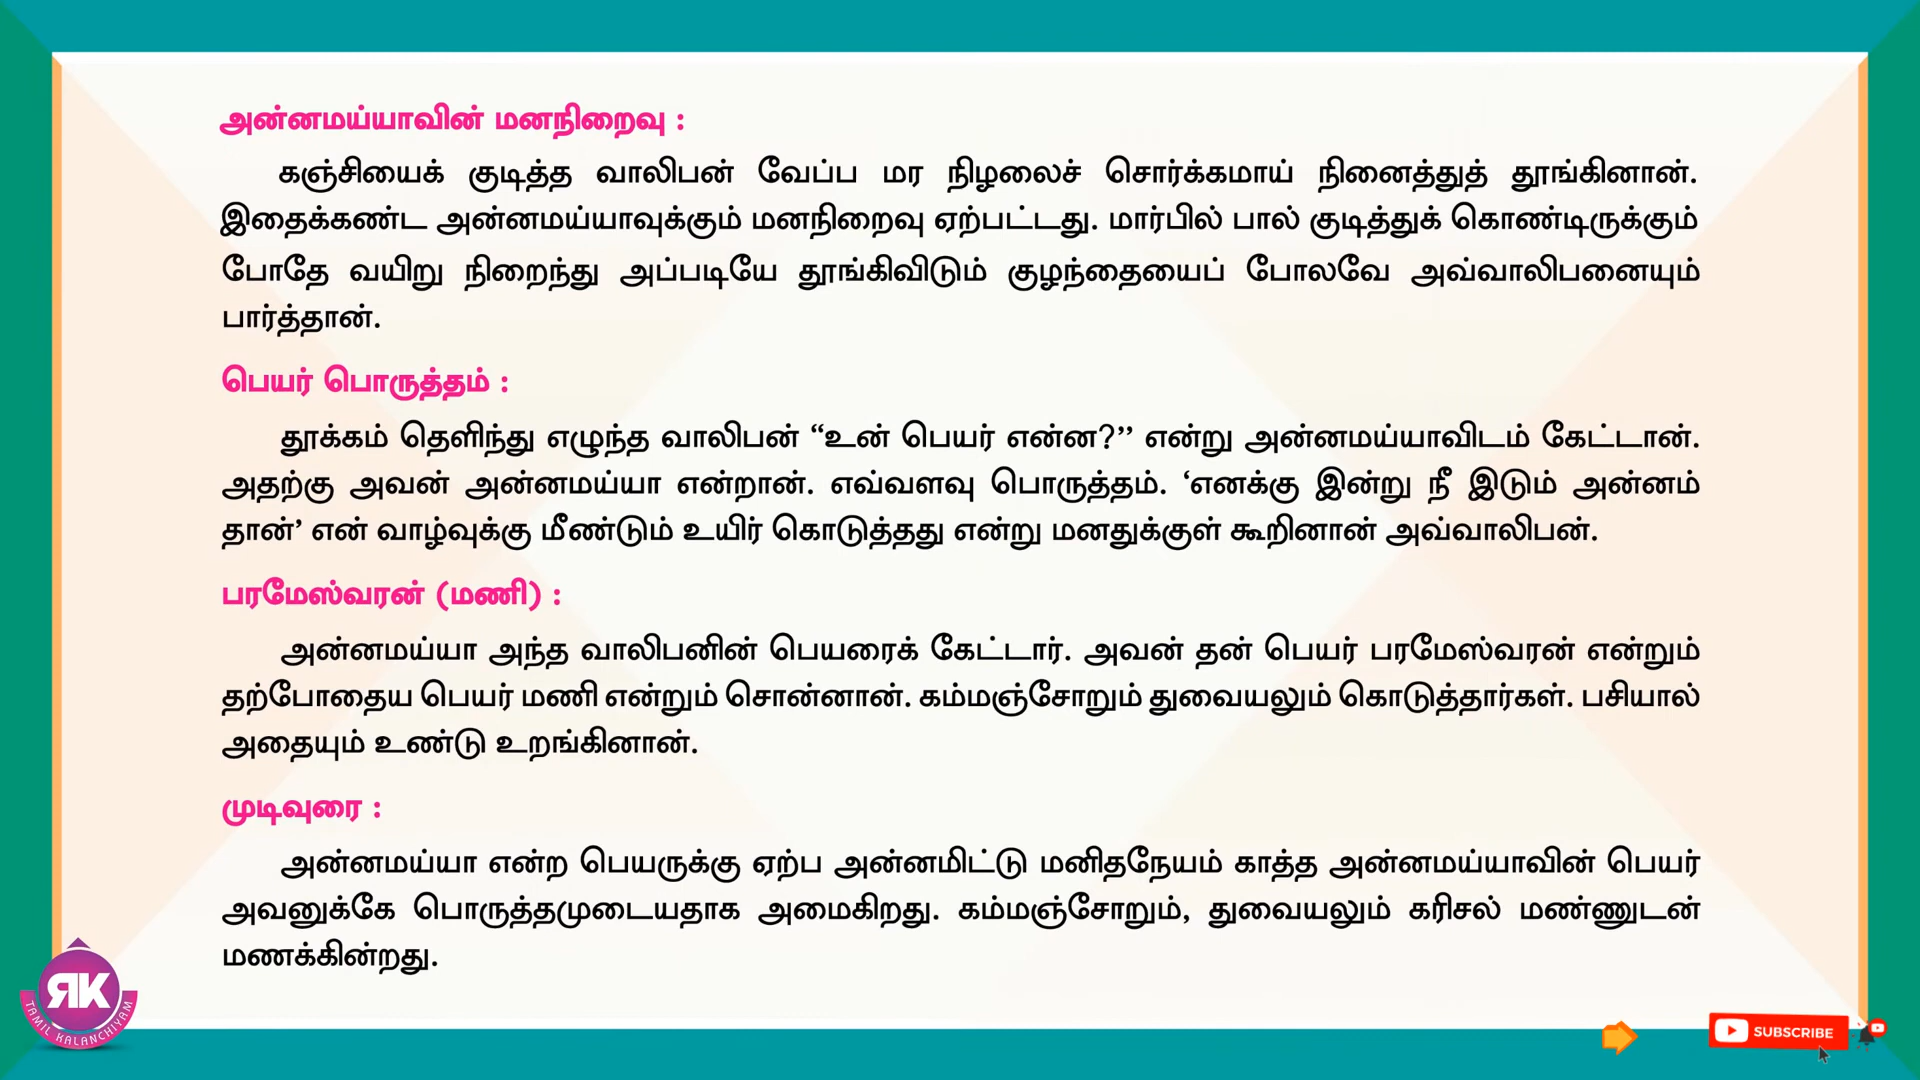 அன்னமய்யாவின் மனநிறைவு :
கஞ்சியைக் குடித்த வாலிபன் வேப்ப மர நிழலைச் சொர்க்கமாய் நினைத்துத் தூங்கினான்.
இதைக்கண்ட அன்னமய்யாவுக்கும் மனநிறைவு ஏற்பட்டது. மார்பில் பால் குடித்துக் கொண்டிருக்கும்
போதே வயிறு நிறைந்து அப்படியே தூங்கிவிடும் குழந்தையைப் போலவே அவ்வாலிபனையும்
பார்த்தான்.
பெயர் பொருத்தம் :
தூக்கம் தெளிந்து எழுந்த வாலிபன் “உன் பெயர் என்ன?’’ என்று அன்னமய்யாவிடம் கேட்டான்.
அதற்கு அவன் அன்னமய்யா என்றான். எவ்வளவு பொருத்தம். ‘எனக்கு இன்று நீ இடும் அன்னம்
தான்’ என் வாழ்வுக்கு மீண்டும் உயிர் கொடுத்தது என்று மனதுக்குள் கூறினான் அவ்வாலிபன்.
பரமேஸ்வரன் (மணி) :
அன்னமய்யா அந்த வாலிபனின் பெயரைக் கேட்டார். அவன் தன் பெயர் பரமேஸ்வரன் என்றும்
தற்போதைய பெயர் மணி என்றும் சொன்னான். கம்மஞ்சோறும் துவையலும் கொடுத்தார்கள். பசியால்
அதையும் உண்டு உறங்கினான்.
முடிவுரை :
அன்னமய்யா என்ற பெயருக்கு ஏற்ப அன்னமிட்டு மனிதநேயம் காத்த அன்னமய்யாவின் பெயர்
அவனுக்கே பொருத்தமுடையதாக அமைகிறது. கம்மஞ்சோறும், துவையலும் கரிசல் மண்ணுடன்
மணக்கின்றது.
RK
TAMIL KALANCHIYAM
SUBSCRIBE